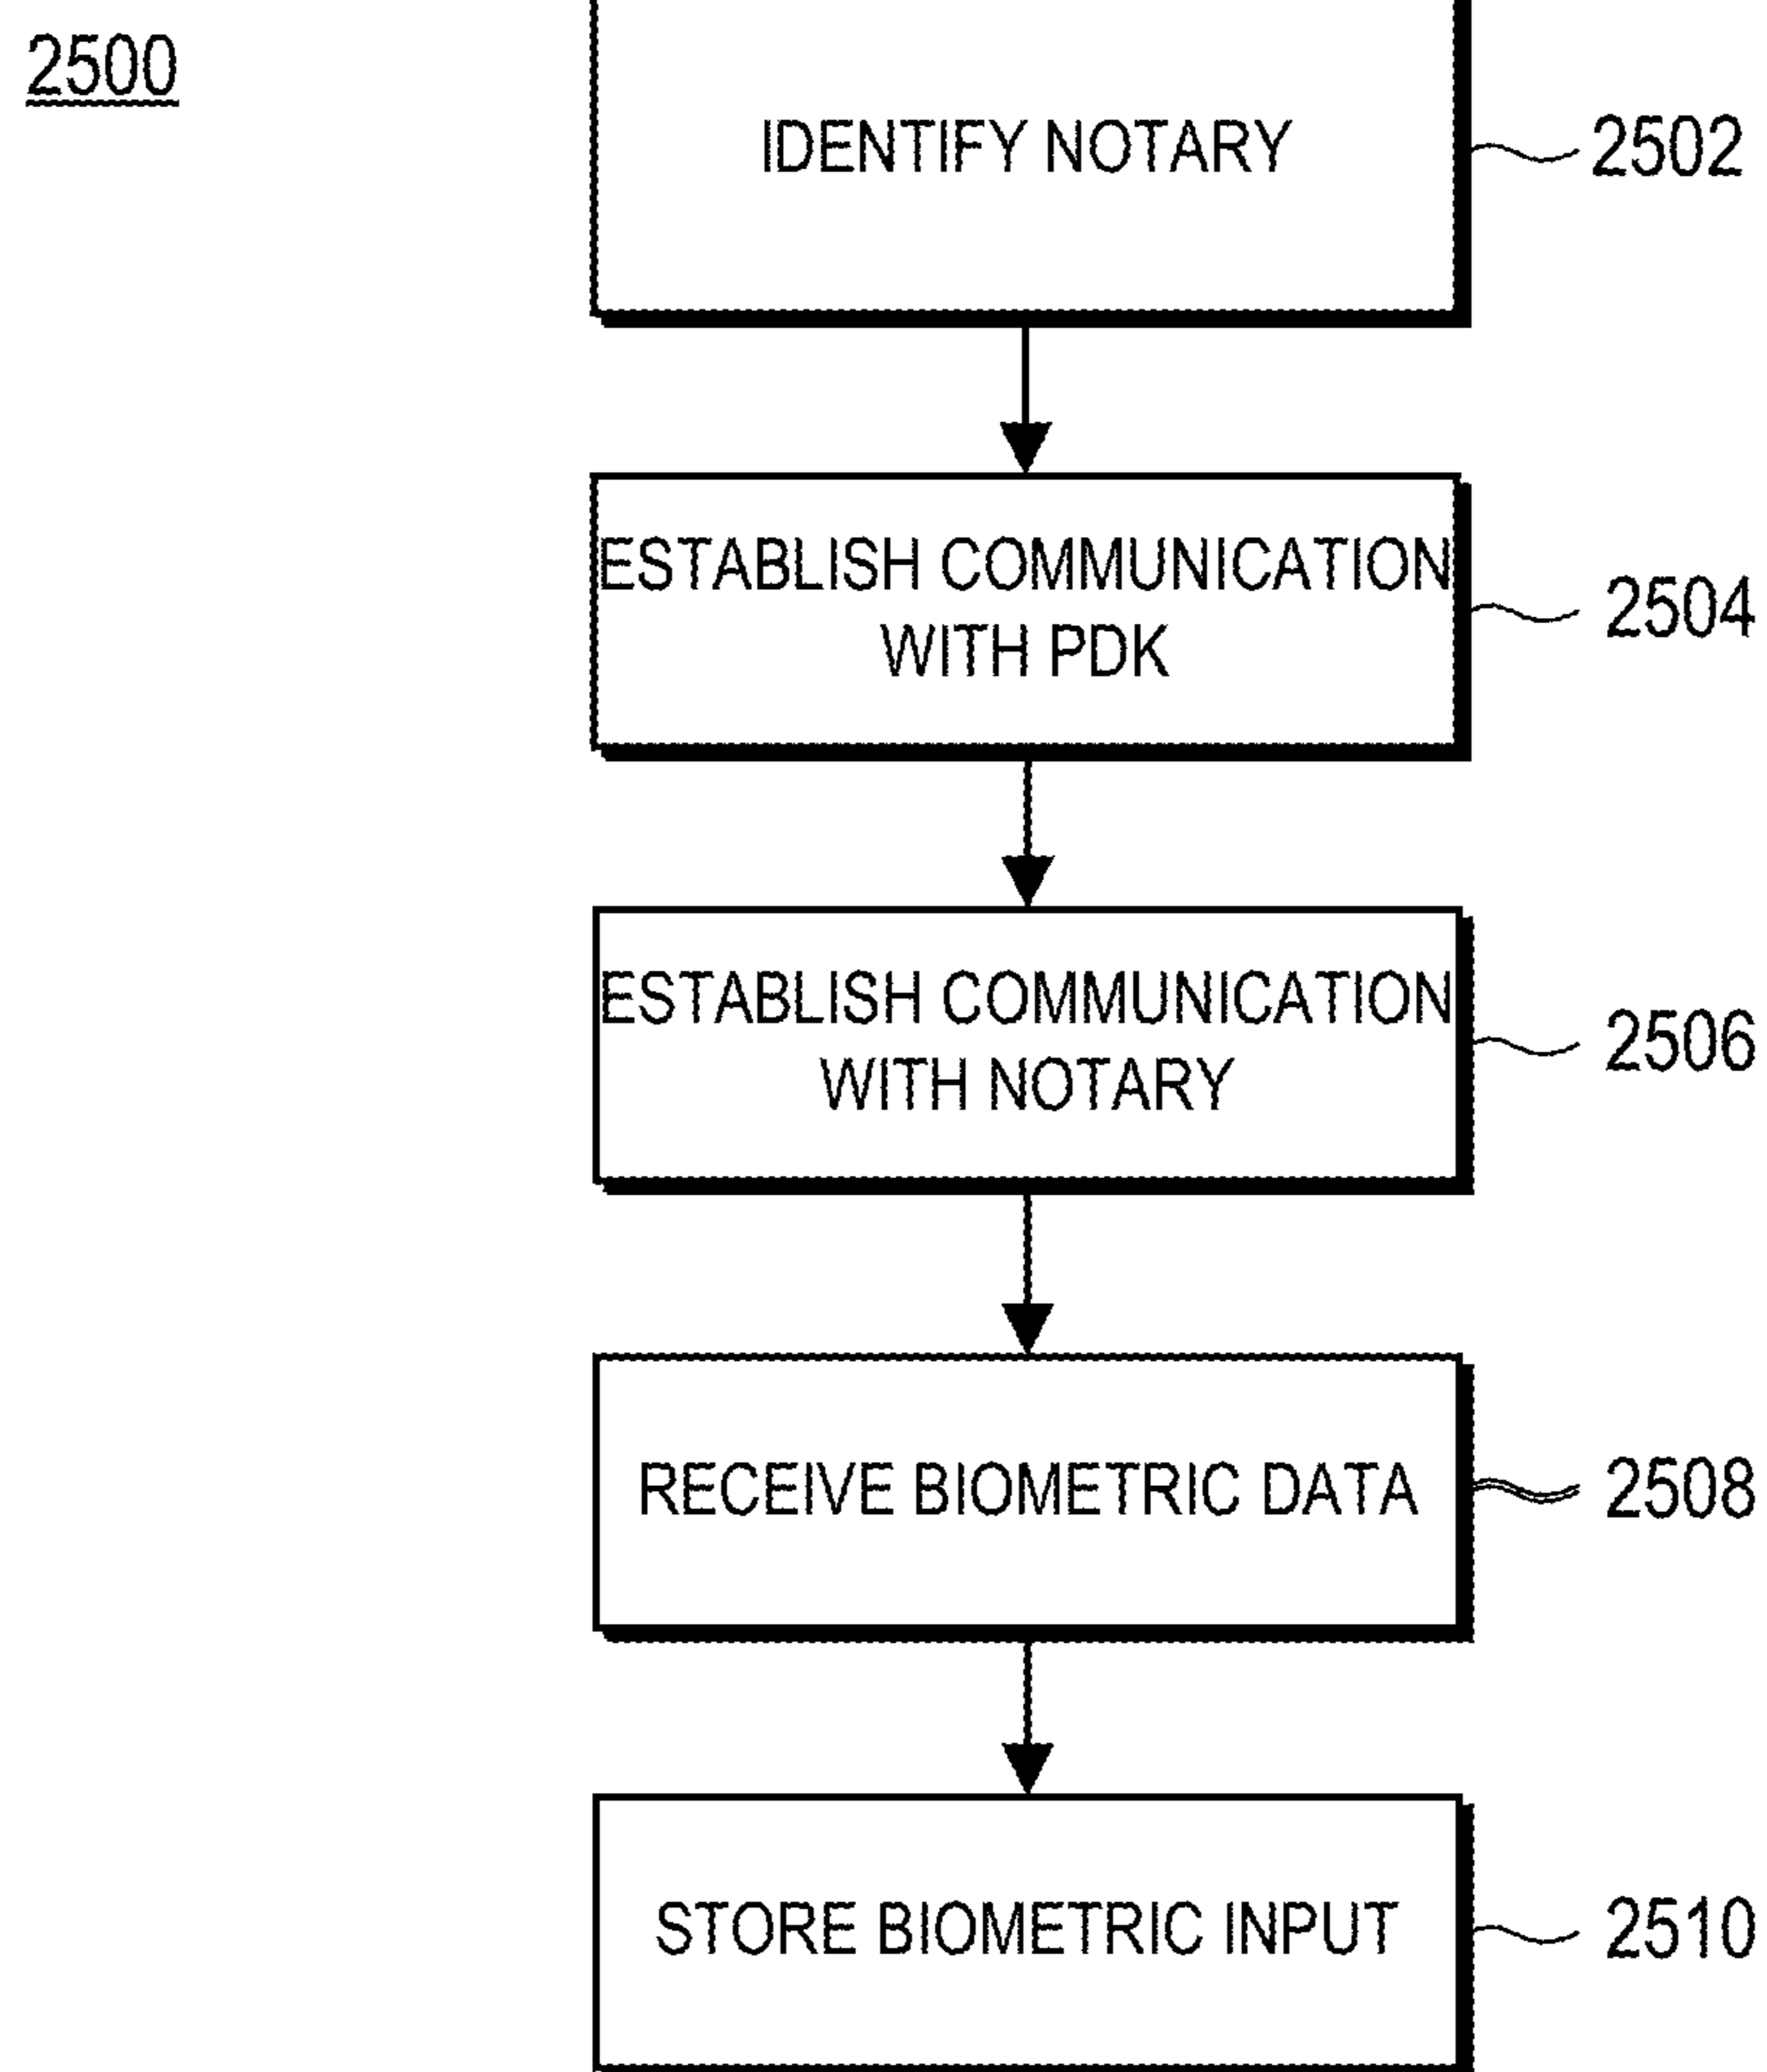 2500
IDENTIFY NOTARY
2502
ESTABLISH COMMUNICATION
WITH PDK
2504
ESTABLISH COMMUNICATION
WITH NOTARY
2506
RECEIVE BIOMETRIC DATA
2508
STORE BIOMETRIC INPUT
2510